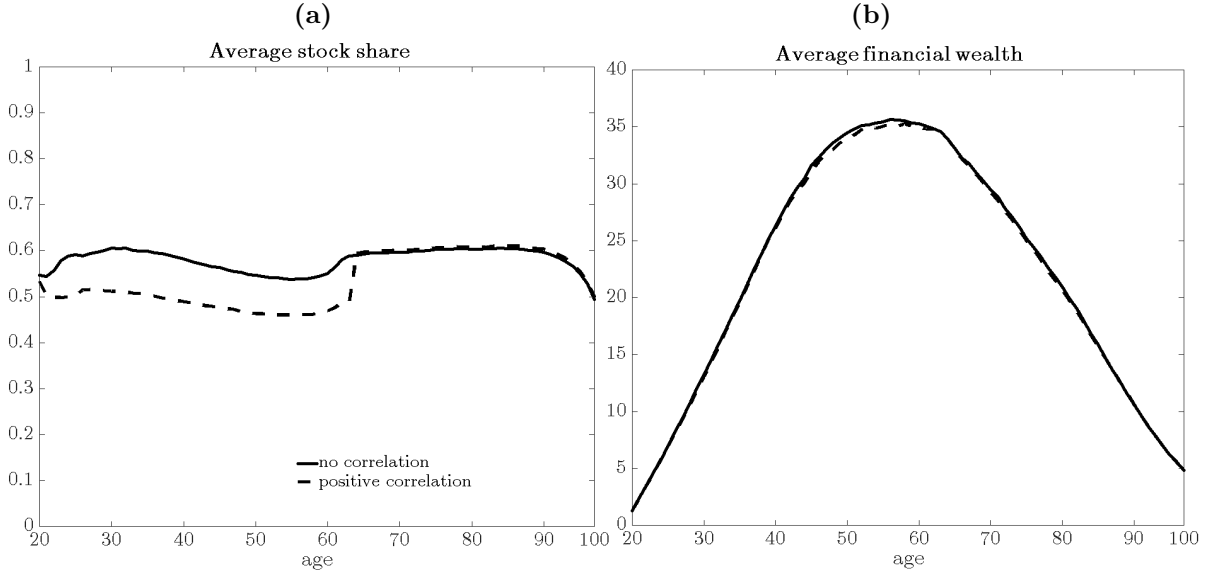 (a)
Average stock share
1
0.9
0.8
0.7
0.6
0.5
0.4
0.3
0.2
0.1
0
20 30 40 50 60 70 80 90 100
age
no correlation
positive correlation
(b)
Average financial wealth
40
35
30
25
20
15
10
5
0
20 30 40 50 60 70 80 90 100
age